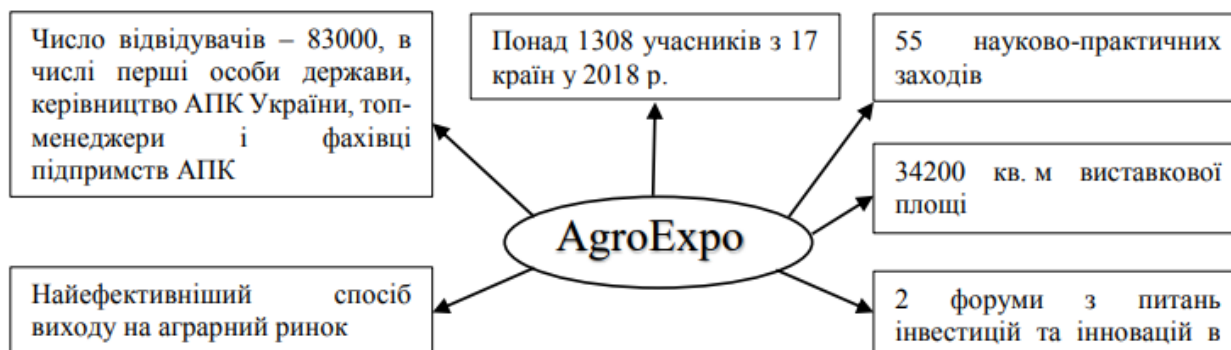 Число відвідувачів – 83000, в
числі перші особи держави,
керівництво АПК України, топ-
менеджери і фахівці
підпримств АПК
Понад 1308 учасників з 17
країн у 2018 р.
55 науково-практичних
заходів
34200 кв. м виставкової
площі
AgroExpo
Найефективніший спосіб
виходу на аграрний ринок
2 форуми з питань
інвестицій та інновацій в